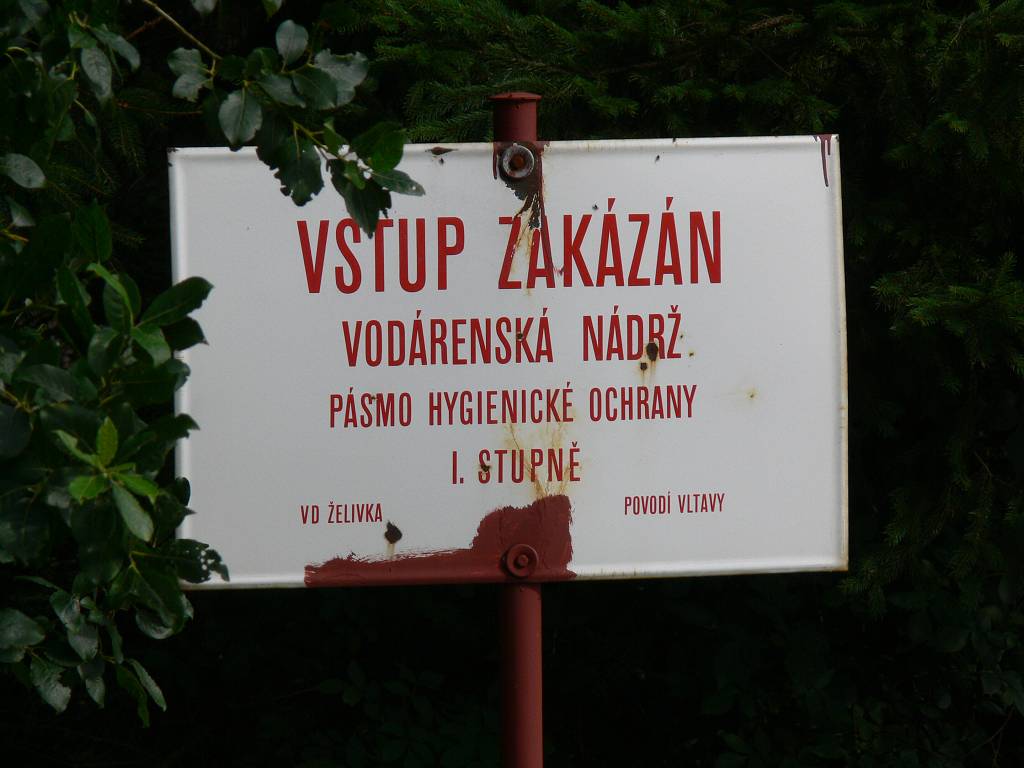 VSTUP ZAKÁZÁN
VODÁRENSKÁ NÁDRŽ
PÁSMO HYGIENICKÉ OCHRANY
I. STUPNĚ
VD ŽELIVKA POVODÍ VLTAVY